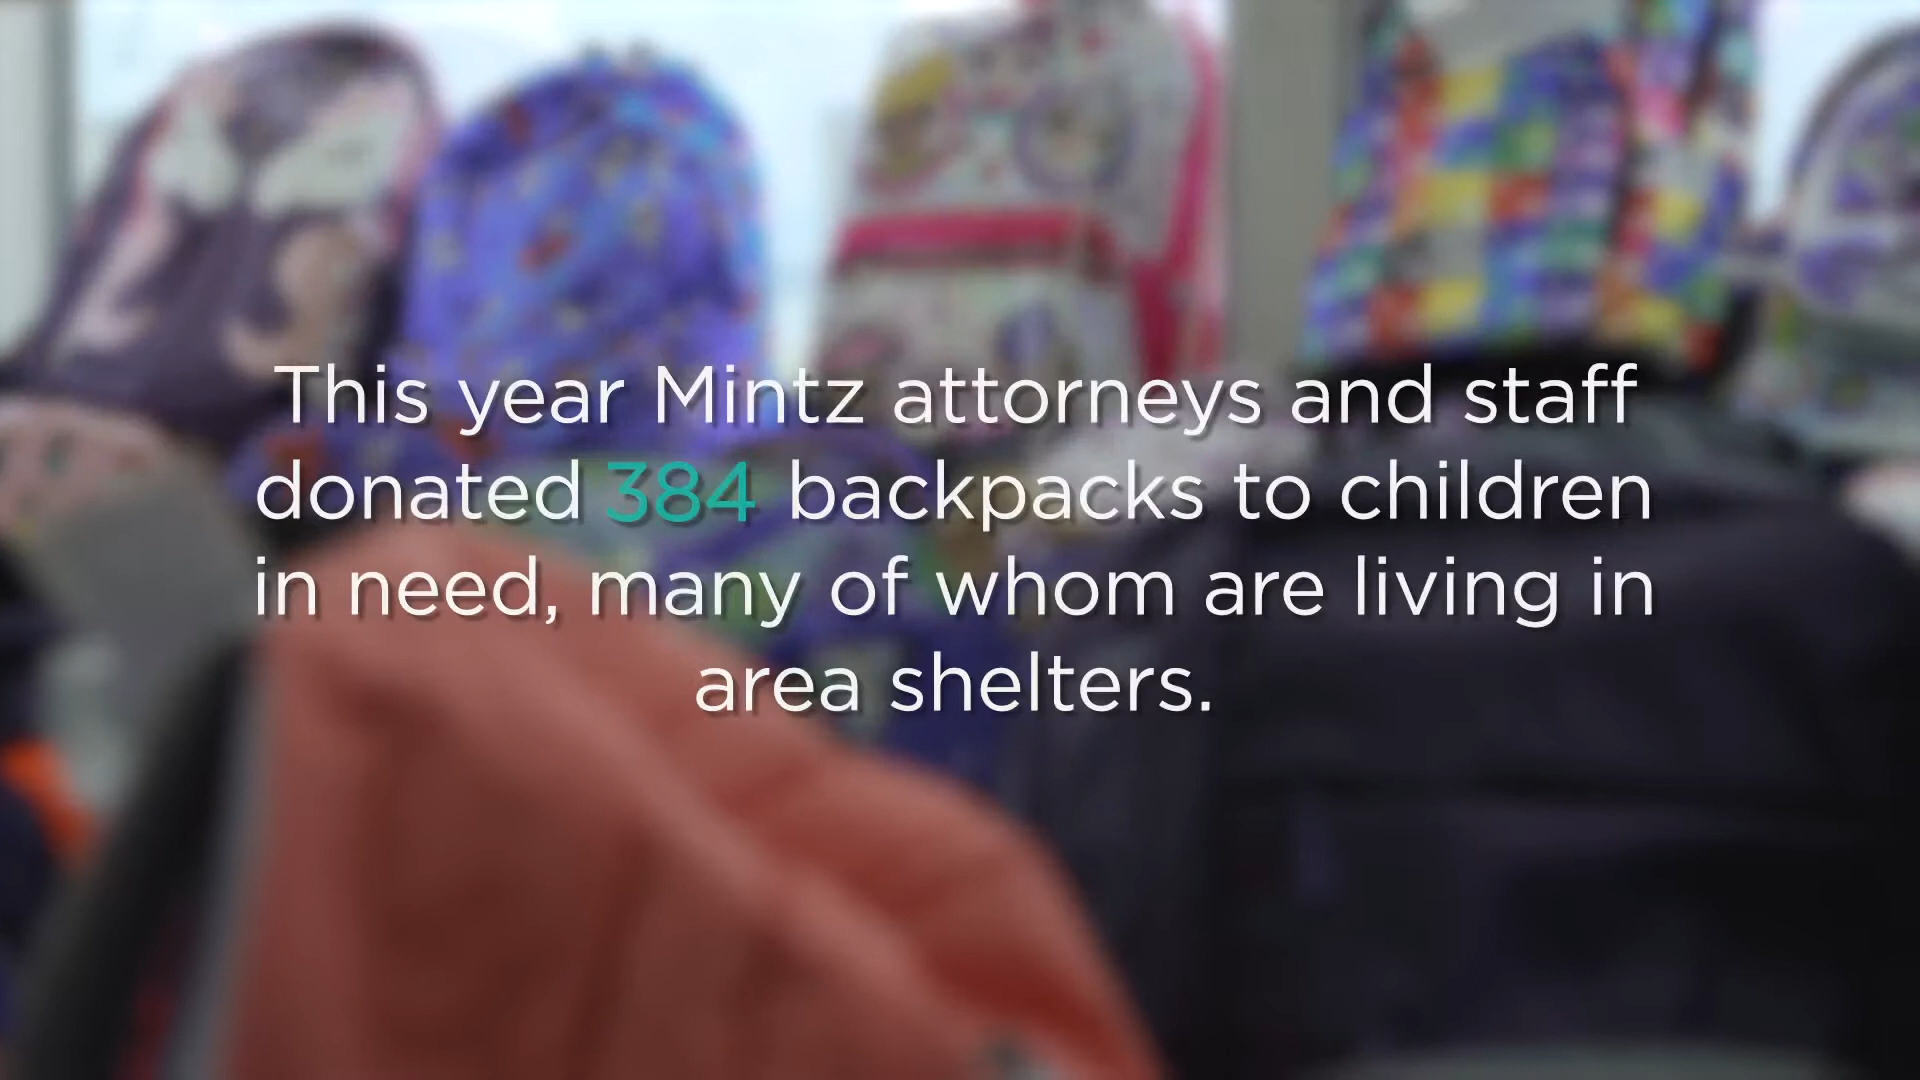 This year Mintz attorneys and staff
donated 384 backpacks to children
in need, many of whom are living in
area shelters.